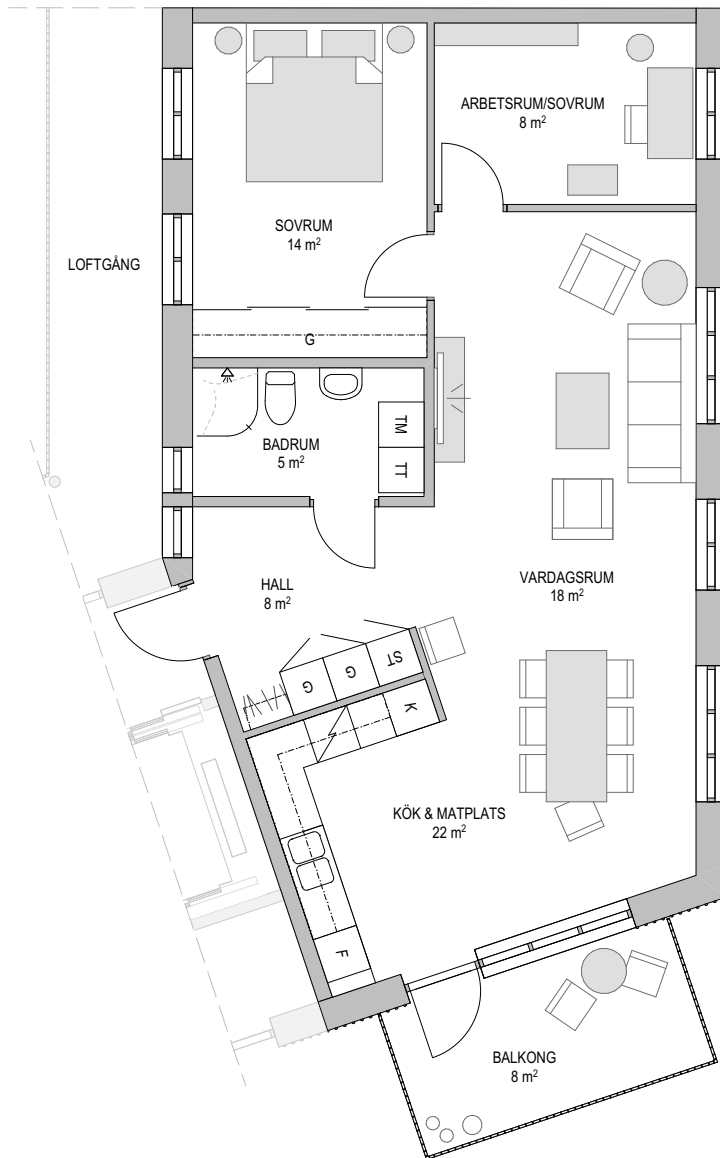 ARBETSRUM/SOVRUM
8 m²
SOVRUM
14 m²
LOFTGÅNG
G
TM
BADRUM
5 m²
TT
HALL
8 m²
VARDAGSRUM
18 m²
G
G
ST
K
KÖK & MATPLATS
22 m²
F
BALKONG
8 m²